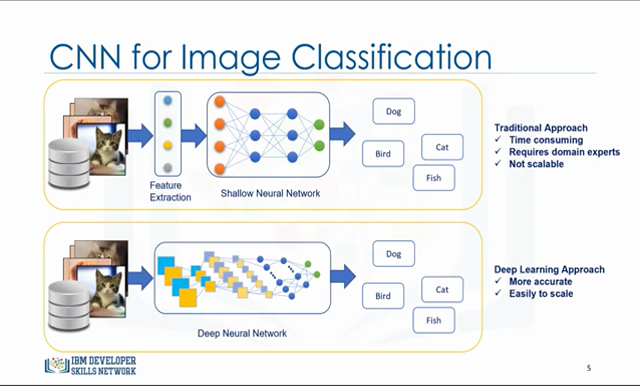 CNN for Image Classification
Feature
Extraction
Shallow Neural Network
Dog
Bird
Cat
Fish
Traditional Approach
✓ Time consuming
✓ Requires domain experts
✓ Not scalable
Deep Neural Network
Dog
Bird
Cat
Fish
Deep Learning Approach
✓ More accurate
✓ Easily to scale
IBM DEVELOPER
SKILLS NETWORK
5